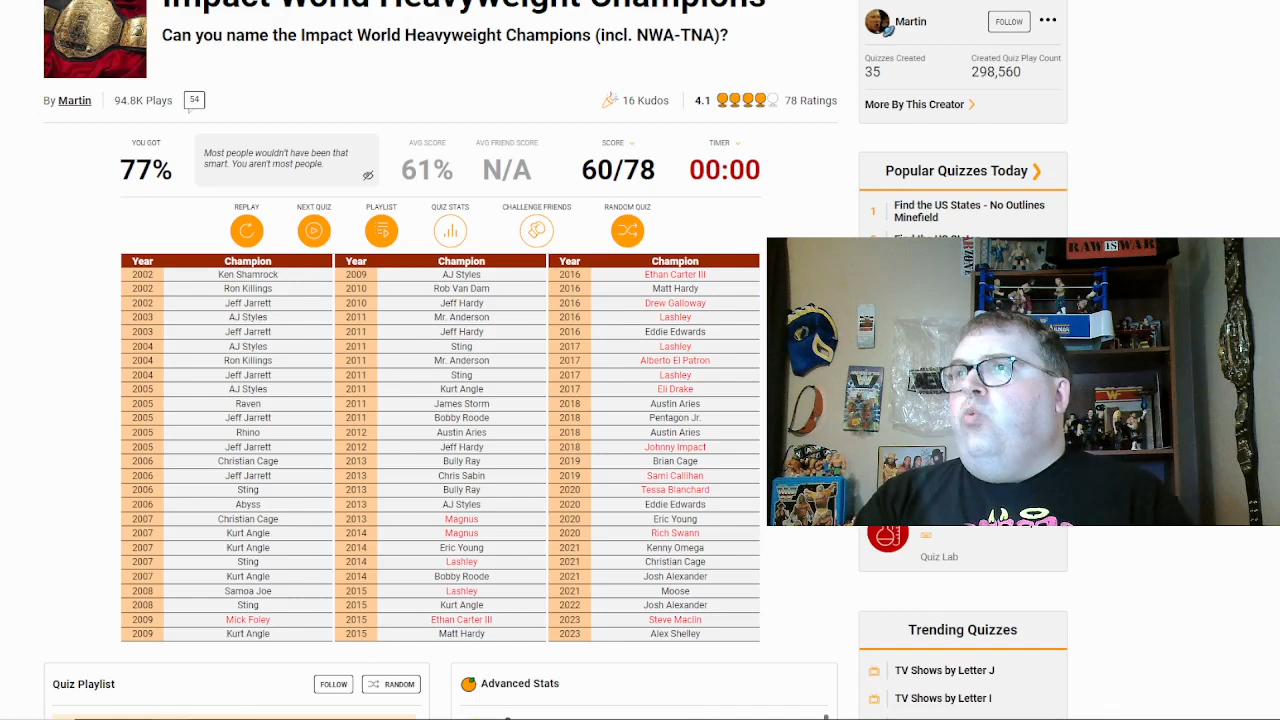 Impact World Heavyweight Champions
Can you name the Impact World Heavyweight Champions (incl. NWA-TNA)?
By Martin 94.8K Plays 54
16 Kudos 4.1 78 Ratings
YOU GOT
77%
Most people wouldn't have been that
smart. You aren't most people.
AVG SCORE
61%
AVG FRIEND SCORE
N/A
SCORE
60/78
TIMER
00:00
REPLAY NEXT QUIZ PLAYLIST QUIZ STATS CHALLENGE FRIENDS RANDOM QUIZ
Year Champion Year Champion Year Champion
2002 Ken Shamrock 2009 AJ Styles 2016 Ethan Carter III
2002 Ron Killings 2010 Rob Van Dam 2016 Matt Hardy
2002 Jeff Jarrett 2010 Jeff Hardy 2016 Drew Galloway
2003 AJ Styles 2011 Mr. Anderson 2016 Lashley
2003 Jeff Jarrett 2011 Jeff Hardy 2016 Eddie Edwards
2004 AJ Styles 2011 Sting 2017 Lashley
2004 Ron Killings 2011 Mr. Anderson 2017 Alberto El Patron
2004 Jeff Jarrett 2011 Sting 2017 Lashley
2005 AJ Styles 2011 Kurt Angle 2017 Eli Drake
2005 Raven 2011 James Storm 2018 Austin Aries
2005 Jeff Jarrett 2011 Bobby Roode 2018 Pentagon Jr.
2005 Rhino 2012 Austin Aries 2018 Austin Aries
2005 Jeff Jarrett 2012 Jeff Hardy 2018 Johnny Impact
2006 Christian Cage 2013 Bully Ray 2019 Brian Cage
2006 Jeff Jarrett 2013 Chris Sabin 2019 Sami Callihan
2006 Sting 2013 Bully Ray 2020 Tessa Blanchard
2006 Abyss 2013 AJ Styles 2020 Eddie Edwards
2007 Christian Cage 2013 Magnus 2020 Eric Young
2007 Kurt Angle 2014 Magnus 2020 Rich Swann
2007 Kurt Angle 2014 Eric Young 2021 Kenny Omega
2007 Sting 2014 Lashley 2021 Christian Cage
2007 Kurt Angle 2014 Bobby Roode 2021 Josh Alexander
2008 Samoa Joe 2015 Lashley 2021 Moose
2008 Sting 2015 Kurt Angle 2022 Josh Alexander
2009 Mick Foley 2015 Ethan Carter III 2023 Steve Maclin
2009 Kurt Angle 2015 Matt Hardy 2023 Alex Shelley
Quiz Playlist FOLLOW RANDOM
Advanced Stats
Martin FOLLOW
Quizzes Created Created Quiz Play Count
35 298,560
More By This Creator
Popular Quizzes Today
1 Find the US States - No Outlines
Minefield
RAW IS WAR
Quiz Lab
Trending Quizzes
TV Shows by Letter J
TV Shows by Letter I